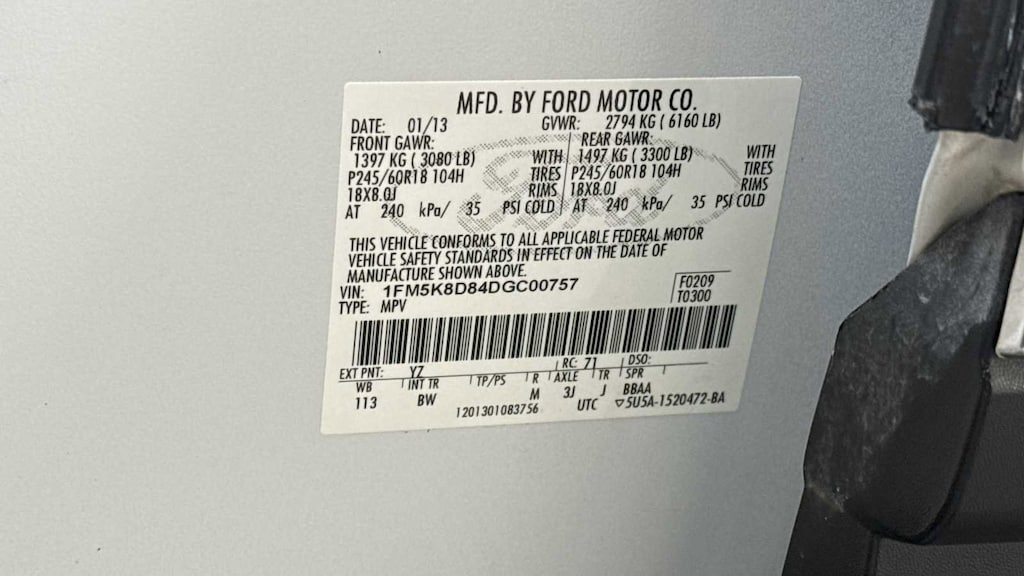 MFD. BY FORD MOTOR CO.
DATE: 01/13 GVWR: 2794 KG ( 6160 LB)
FRONT GAWR: REAR GAWR:
1397 KG ( 3080 LB) WITH 1497 KG ( 3300 LB) WITH
P245/60R18 104H TIRES P245/60R18 104H TIRES
18X8.0J RIMS 18X8.0J RIMS
AT 240 kPa/ 35 PSI COLD AT 240 kPa/ 35 PSI COLD
Ford
THIS VEHICLE CONFORMS TO ALL APPLICABLE FEDERAL MOTOR
VEHICLE SAFETY STANDARDS IN EFFECT ON THE DATE OF
MANUFACTURE SHOWN ABOVE.
VIN: 1FM5K8D84DGC00757 F0209
TYPE: MPV T0300
EXT PNT: YZ RC: 71 DSO:
WB INT TR TP/PS R AXLE TR SPR
113 BW M 3J J BBAA
1201301083756 UTC ▽5U5A-1520472-BA